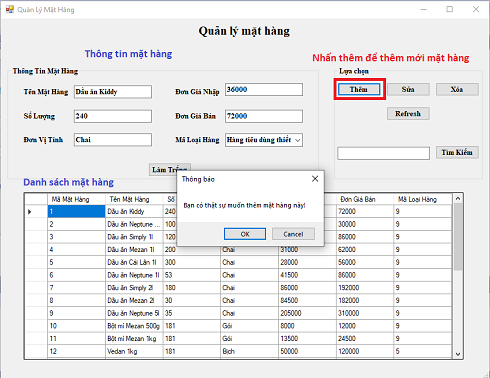 Quản Lý Mặt Hàng
Quản lý mặt hàng
Thông tin mặt hàng
Nhấn thêm để thêm mới mặt hàng
Thông Tin Mặt Hàng
Lựa chọn
Tên Mặt Hàng Dầu ăn Kiddy Đơn Giá Nhập 36000
Thêm Sửa Xóa
Số Lượng 240 Đơn Giá Bán 72000
Refresh
Đơn Vị Tính Chai Mã Loại Hàng Hàng tiêu dùng thiết
Tìm Kiếm
Làm Trống
Danh sách mặt hàng
Thông báo
Bạn có thật sự muốn thêm mặt hàng này!
OK Cancel
Mã Mặt Hàng Tên Mặt Hàng Số Đơn Giá Bán Mã Loại Hàng
1 Dầu ăn Kiddy 240 72000 9
2 Dầu ăn Neptune ... 100 60000 9
3 Dầu ăn Simply 1l 120 62000 9
4 Dầu ăn Mezan 1l 200 Chai 31000 62000 9
5 Dầu ăn Cái Lân 1l 300 Chai 28000 56000 9
6 Dầu ăn Neptune 1l 53 Chai 41500 86000 9
7 Dầu ăn Simply 2l 180 Chai 86000 192000 9
8 Dầu ăn Mezan 2l 30 Chai 84500 182000 9
9 Dầu ăn Neptune 5l 35 Chai 205000 310000 9
10 Bột mì Mezan 500g 181 Gói 8000 12000 9
11 Bột mì Mezan 1kg 181 Gói 13500 24500 9
12 Vedan 1kg 181 Bịch 50000 120000 5